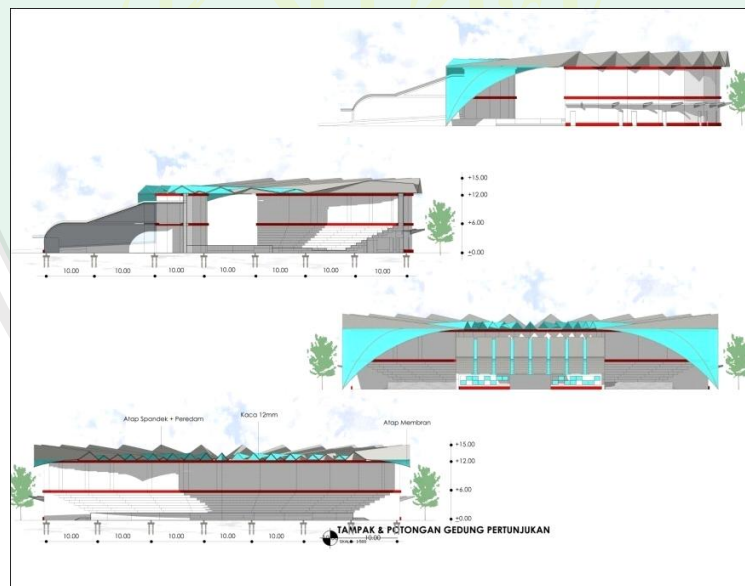 +15.00
+12.00
+6.00
±0.00
10.00 10.00 10.00 10.00 10.00 10.00 10.00
Atap Spandek + Peredam
Kaca 12mm
Atap Membran
+15.00
+12.00
+6.00
±0.00
TAMPAK & POTONGAN GEDUNG PERTUNJUKAN
10.00 10.00 10.00 10.00 10.00 10.00 10.00